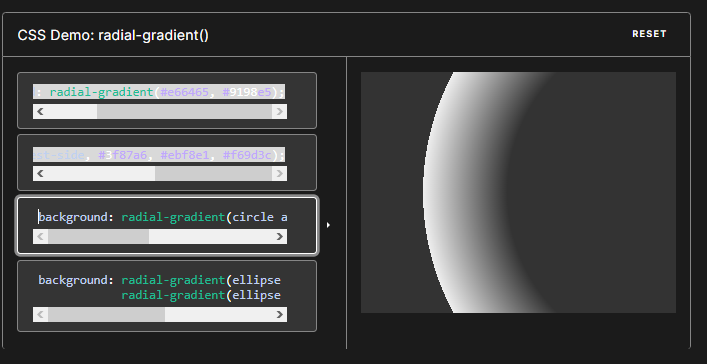 CSS Demo: radial-gradient()
RESET
: radial-gradient(#e66465, #9198e5);
est-side, #3f87a6, #ebf8e1, #f69d3c);
background: radial-gradient(circle a
background: radial-gradient(ellipse
radial-gradient(ellipse